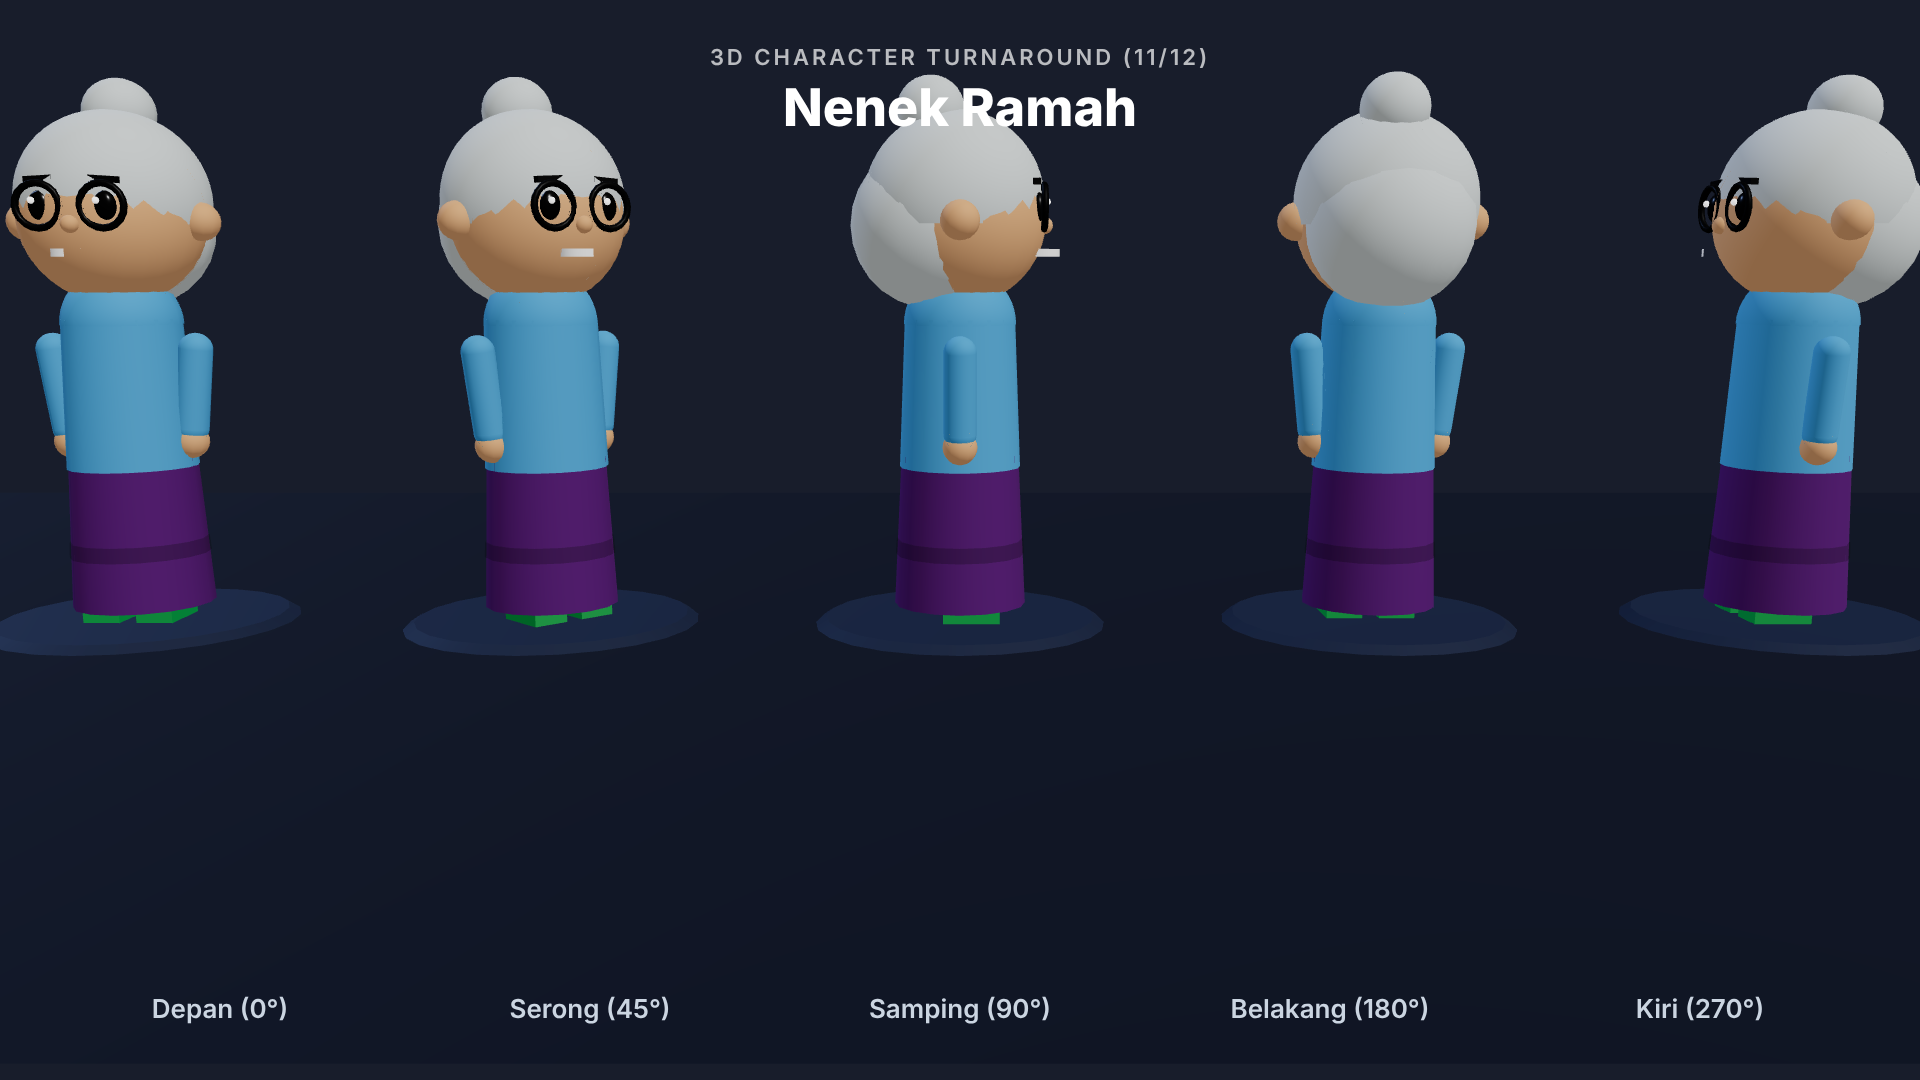 3D CHARACTER TURNAROUND (11/12)
Nenek Ramah
Depan (0°)
Serong (45°)
Samping (90°)
Belakang (180°)
Kiri (270°)